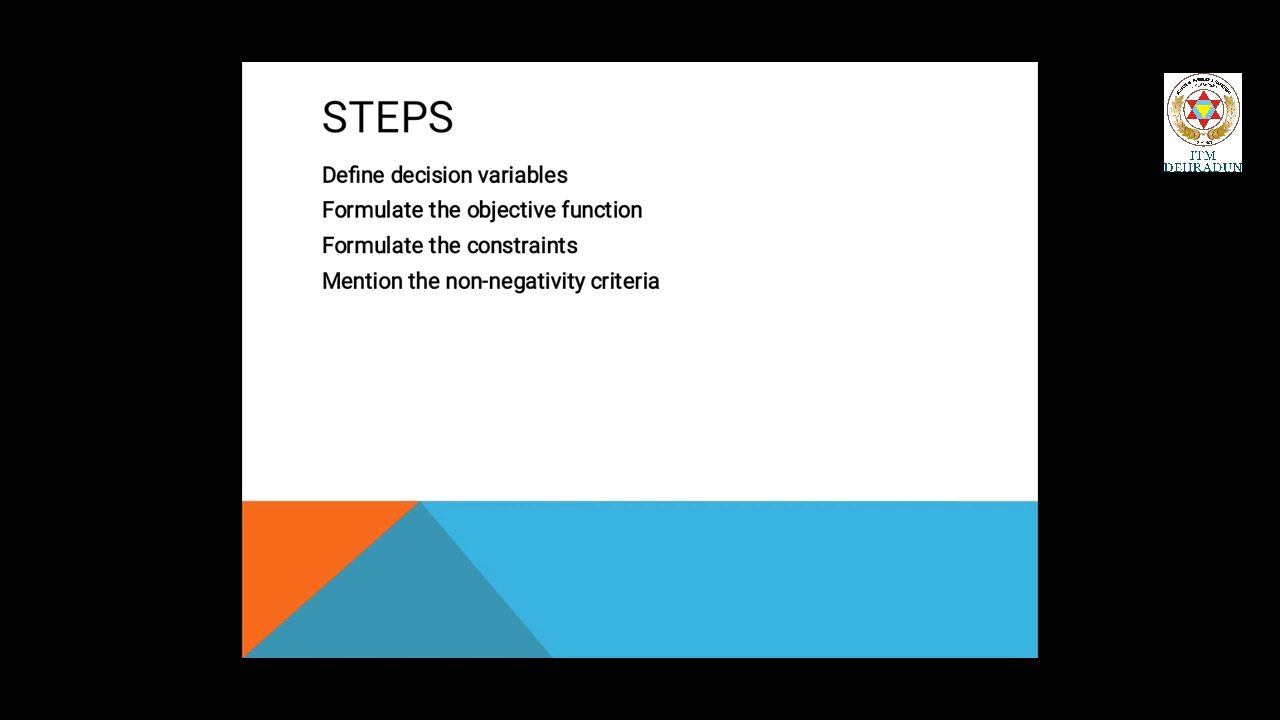 STEPS
Define decision variables
Formulate the objective function
Formulate the constraints
Mention the non-negativity criteria
ITM
DEHRADUN